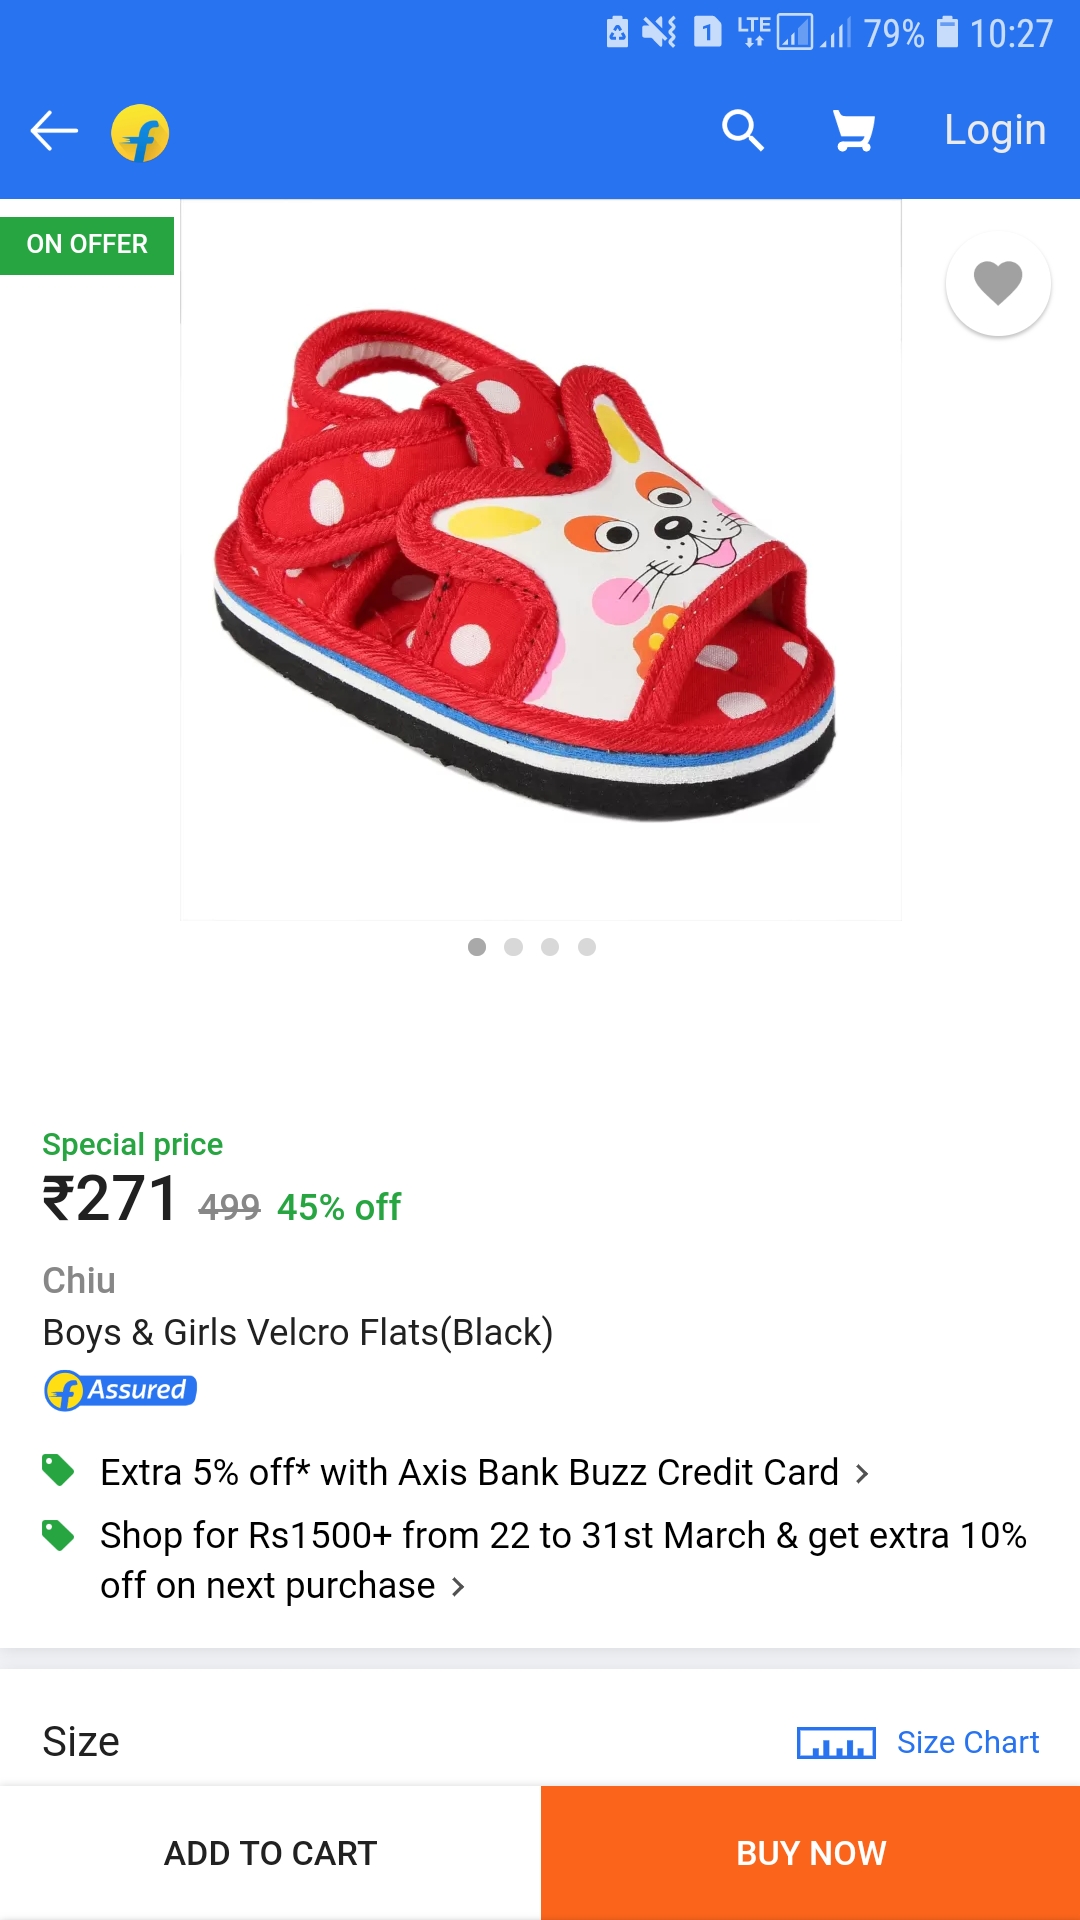 1 LTE 79% 10:27
Login
ON OFFER
Special price
₹271 499 45% off
Chiu
Boys & Girls Velcro Flats(Black)
f Assured
Extra 5% off* with Axis Bank Buzz Credit Card >
Shop for Rs1500+ from 22 to 31st March & get extra 10%
off on next purchase >
Size Size Chart
ADD TO CART BUY NOW